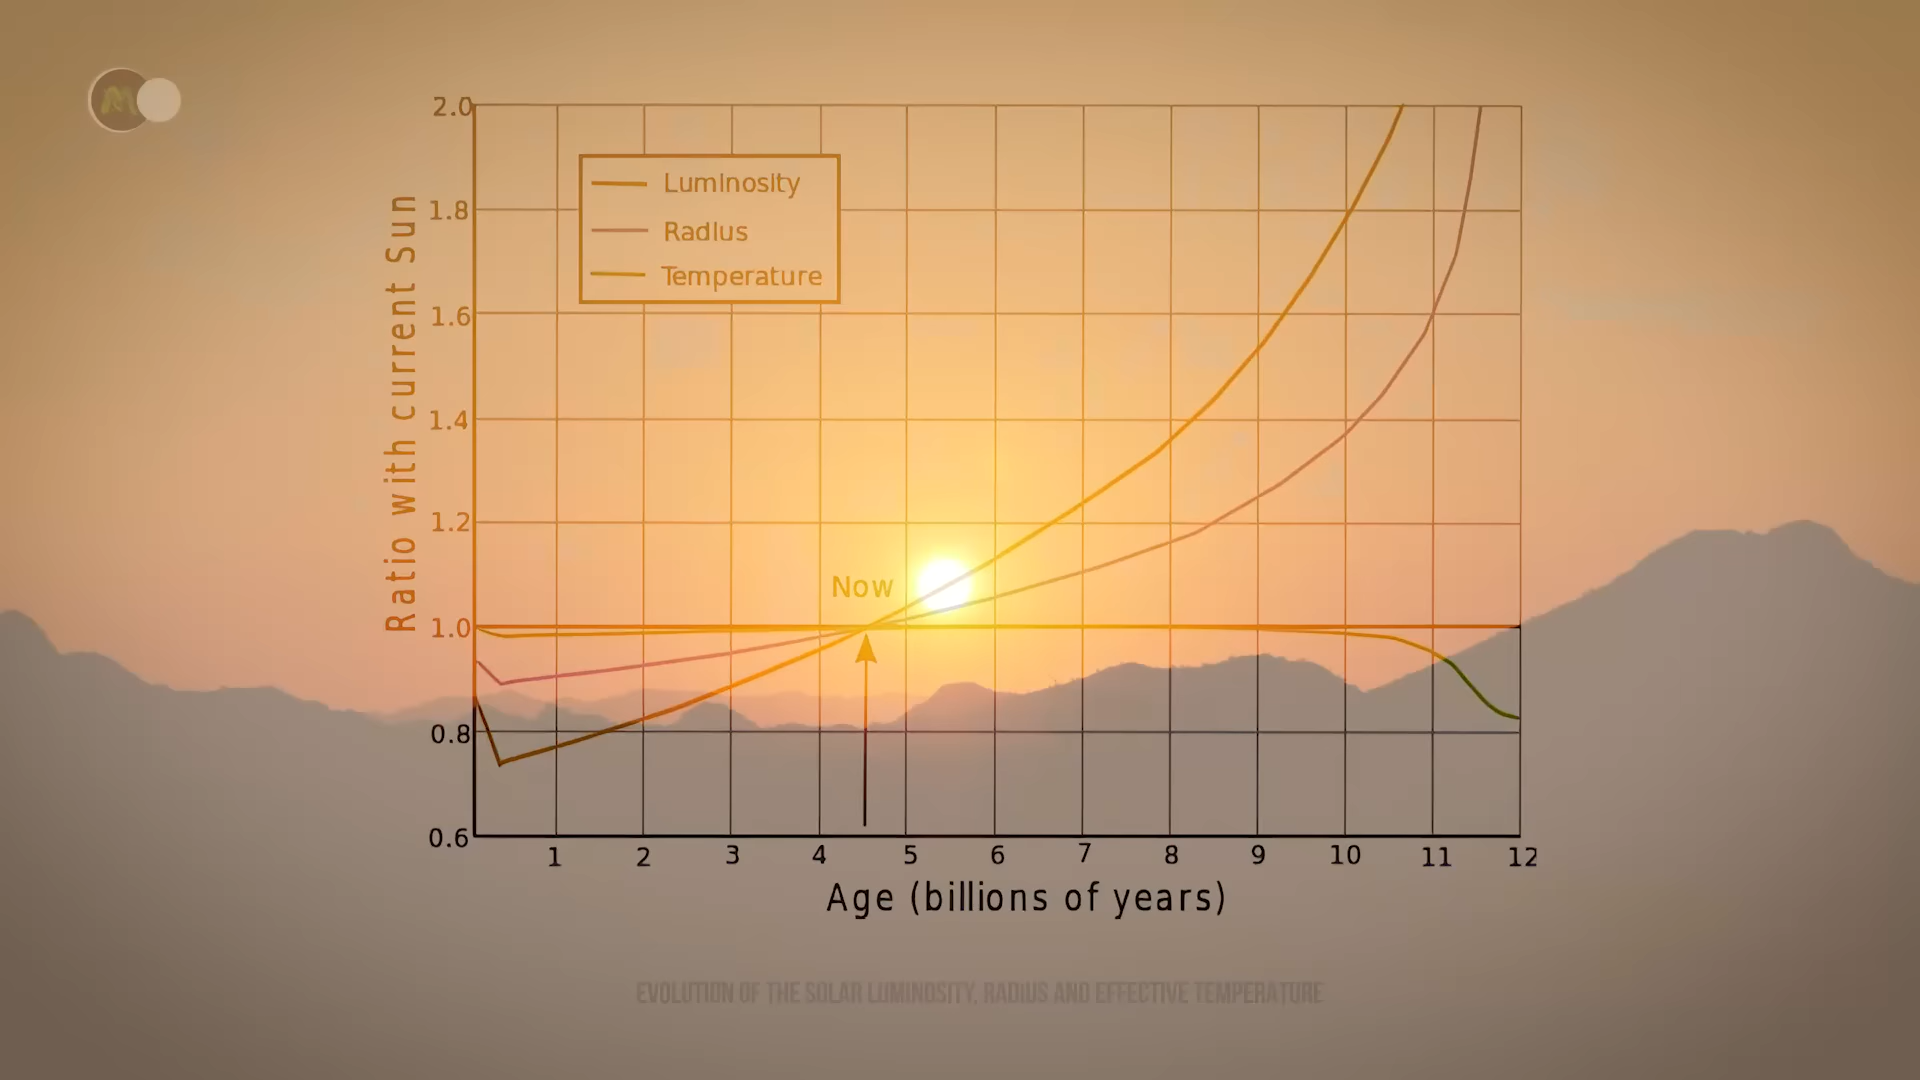 M
2.0
1.8
1.6
1.4
1.2
1.0
0.8
0.6
Ratio with current Sun
Luminosity
Radius
Temperature
Now
1 2 3 4 5 6 7 8 9 10 11 12
Age (billions of years)
EVOLUTION OF THE SOLAR LUMINOSITY, RADIUS AND EFFECTIVE TEMPERATURE